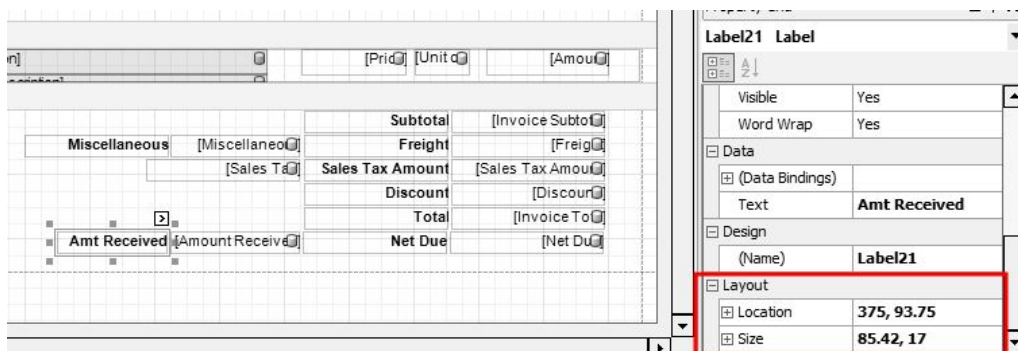 Label21 Label
n] [Pric] [Unit c [Amou]
Visible Yes
Word Wrap Yes
Data
(Data Bindings)
Text Amt Received
Design
(Name) Label21
Layout
Location 375, 93.75
Size 85.42, 17
Subtotal [Invoice Subtot]
Miscellaneous [Miscellaneo] Freight [Freig]
[Sales Ta] Sales Tax Amount [Sales Tax Amou]
Discount [Discoun]
Total [Invoice To]
Amt Received [Amount Receive] Net Due [Net Du]